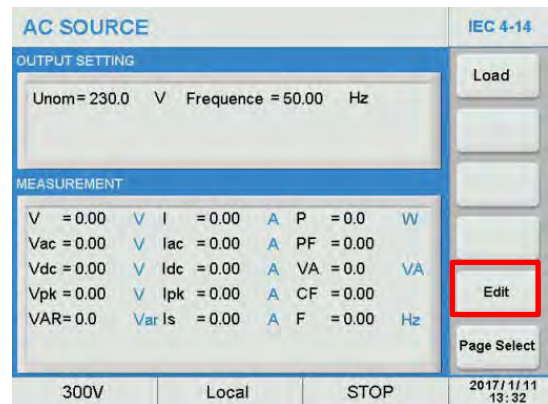 AC SOURCE
IEC 4-14
OUTPUT SETTING
Unom= 230.0 V Frequence = 50.00 Hz
Load
MEASUREMENT
V = 0.00 V I = 0.00 A P = 0.0 W
Vac = 0.00 V Iac = 0.00 A PF = 0.00
Vdc = 0.00 V Idc = 0.00 A VA = 0.0 VA
Vpk = 0.00 V Ipk = 0.00 A CF = 0.00
VAR= 0.0 Var Is = 0.00 A F = 0.00 Hz
Edit
Page Select
300V Local STOP
2017/ 1/ 11
13: 32